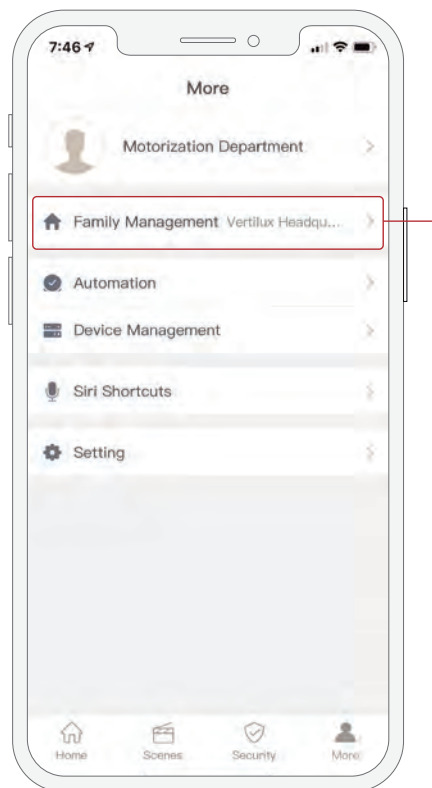 7:46
More
Motorization Department
Family Management Vertilux Headqu...
Automation
Device Management
Siri Shortcuts
Setting
Home Scenes Security More